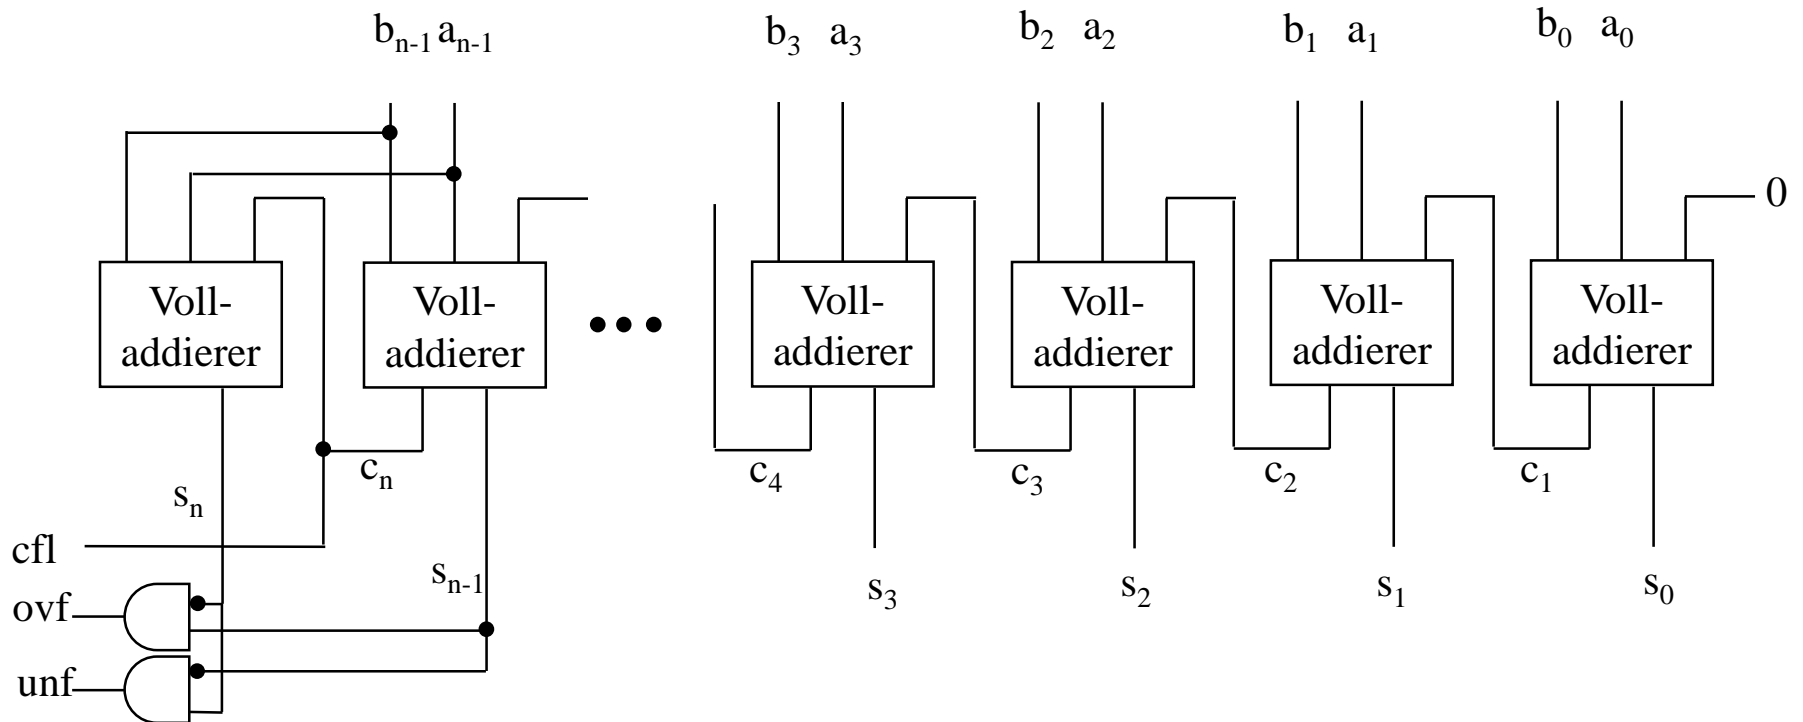 b_{n-1} a_{n-1} b_3 a_3 b_2 a_2 b_1 a_1 b_0 a_0
0
Voll-
addierer
Voll-
addierer
Voll-
addierer
Voll-
addierer
Voll-
addierer
Voll-
addierer
c_n c_4 c_3 c_2 c_1
s_n
cfl
s_{n-1} s_3 s_2 s_1 s_0
ovf
unf